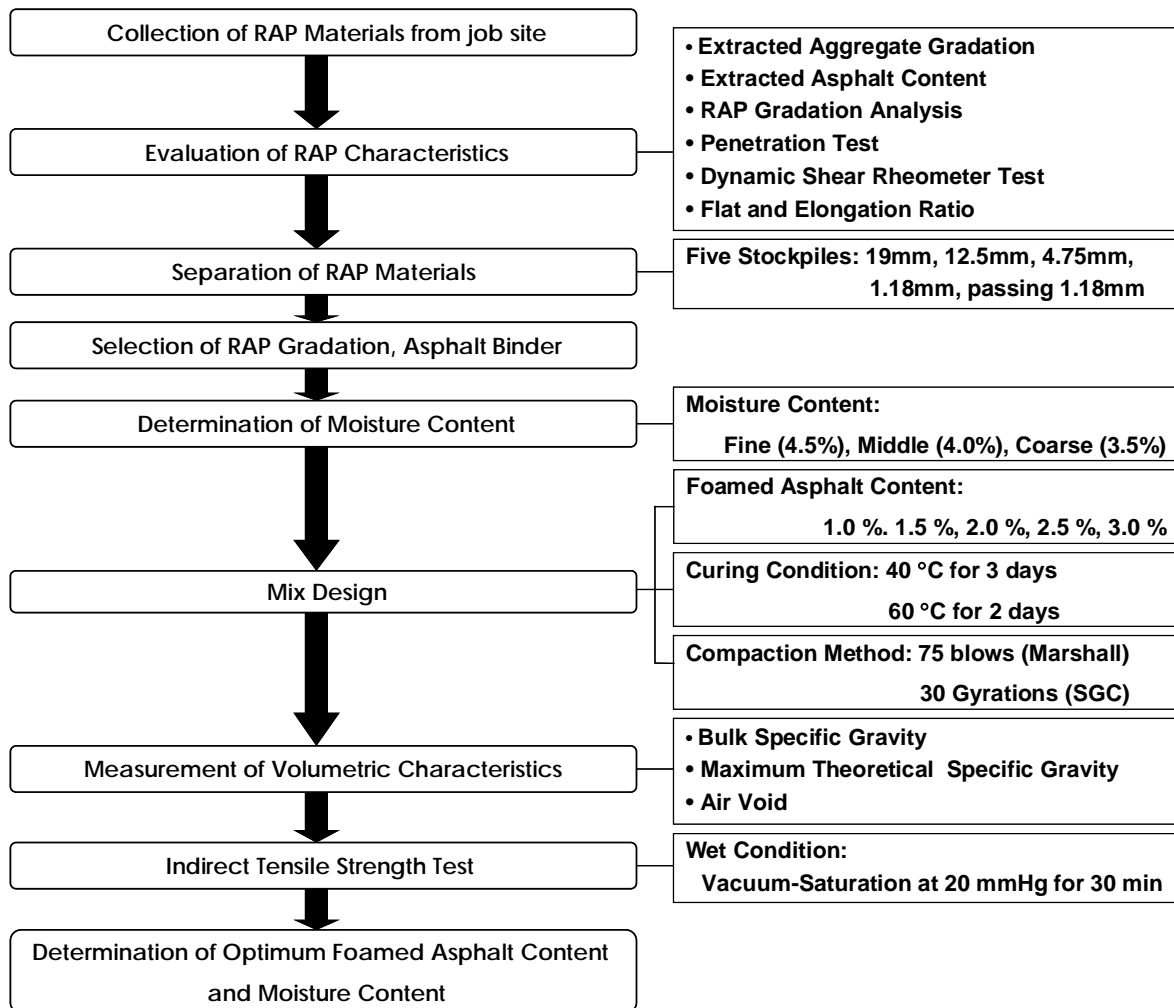 Collection of RAP Materials from job site
• Extracted Aggregate Gradation
• Extracted Asphalt Content
• RAP Gradation Analysis
• Penetration Test
• Dynamic Shear Rheometer Test
• Flat and Elongation Ratio
Evaluation of RAP Characteristics
Separation of RAP Materials
Five Stockpiles: 19mm, 12.5mm, 4.75mm,
1.18mm, passing 1.18mm
Selection of RAP Gradation, Asphalt Binder
Determination of Moisture Content
Moisture Content:
Fine (4.5%), Middle (4.0%), Coarse (3.5%)
Mix Design
Foamed Asphalt Content:
1.0 %. 1.5 %, 2.0 %, 2.5 %, 3.0 %
Curing Condition: 40 °C for 3 days
60 °C for 2 days
Compaction Method: 75 blows (Marshall)
30 Gyrations (SGC)
Measurement of Volumetric Characteristics
• Bulk Specific Gravity
• Maximum Theoretical Specific Gravity
• Air Void
Indirect Tensile Strength Test
Wet Condition:
Vacuum-Saturation at 20 mmHg for 30 min
Determination of Optimum Foamed Asphalt Content
and Moisture Content